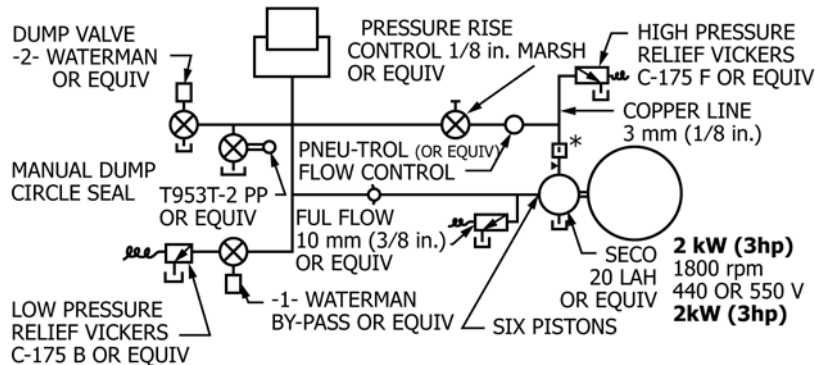 DUMP VALVE
-2- WATERMAN
OR EQUIV
PRESSURE RISE
CONTROL 1/8 in. MARSH
OR EQUIV
HIGH PRESSURE
RELIEF VICKERS
C-175 F OR EQUIV
COPPER LINE
3 mm (1/8 in.)
*
MANUAL DUMP
CIRCLE SEAL
T953T-2 PP
OR EQUIV
PNEU-TROL (OR EQUIV)
FLOW CONTROL
FUL FLOW
10 mm (3/8 in.)
OR EQUIV
SECO
20 LAH
OR EQUIV
2 kW (3hp)
1800 rpm
440 OR 550 V
2kW (3hp)
LOW PRESSURE
RELIEF VICKERS
C-175 B OR EQUIV
-1- WATERMAN
BY-PASS OR EQUIV
SIX PISTONS